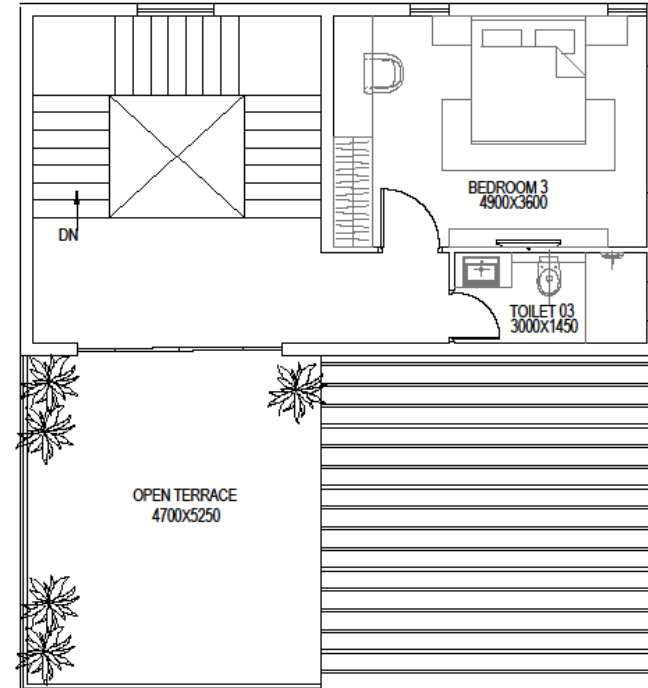 BEDROOM 3
4900X3600
DN
TOILET 03
3000X1450
OPEN TERRACE
4700X5250